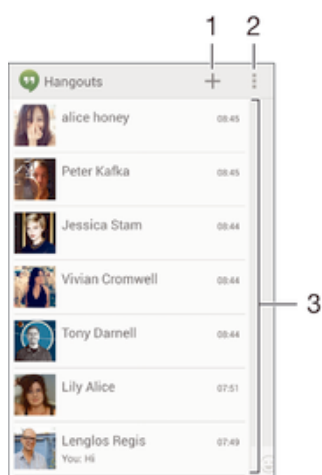 1 2
Hangouts
alice honey 08:45
Peter Kafka 08:45
Jessica Stam 08:44
Vivian Cromwell 08:44
3
Tony Darnell 08:44
Lily Alice 07:51
Lenglos Regis 07:49
You: Hi